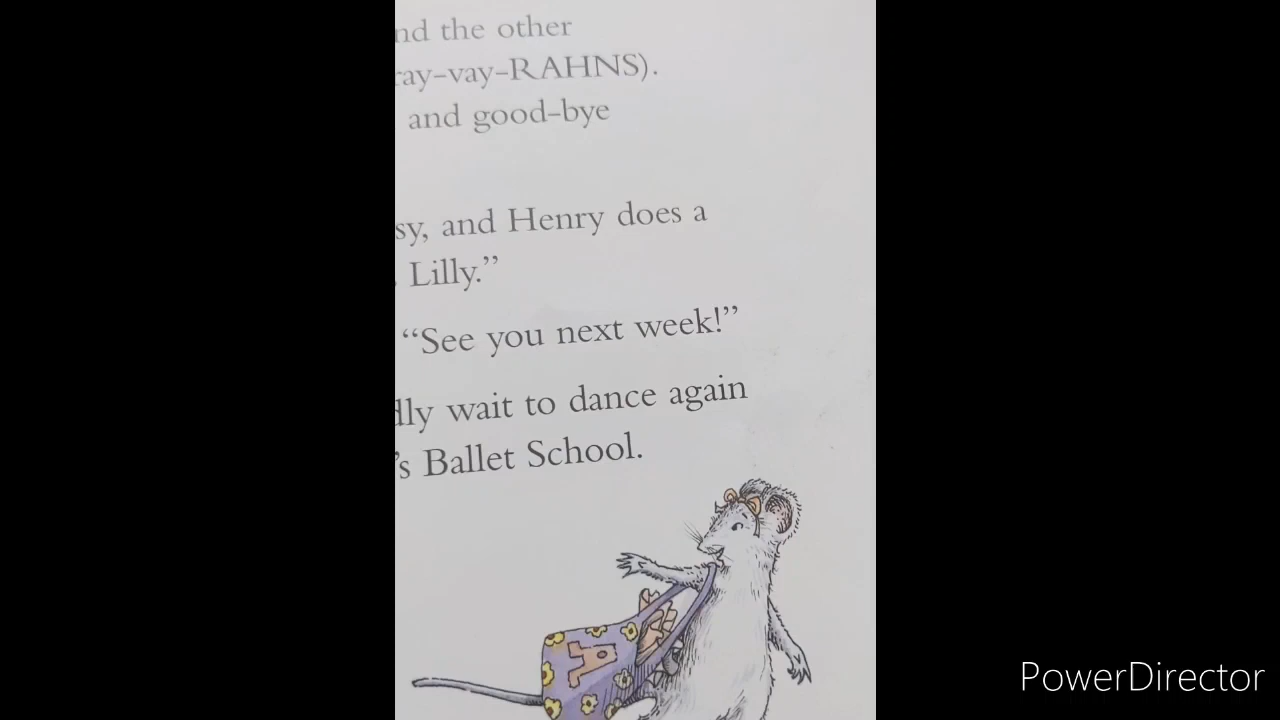 nd the other
ray-vay-RAHNS).
and good-bye
sy, and Henry does a
. Lilly.”
“See you next week!”
dly wait to dance again
’s Ballet School.
A
PowerDirector